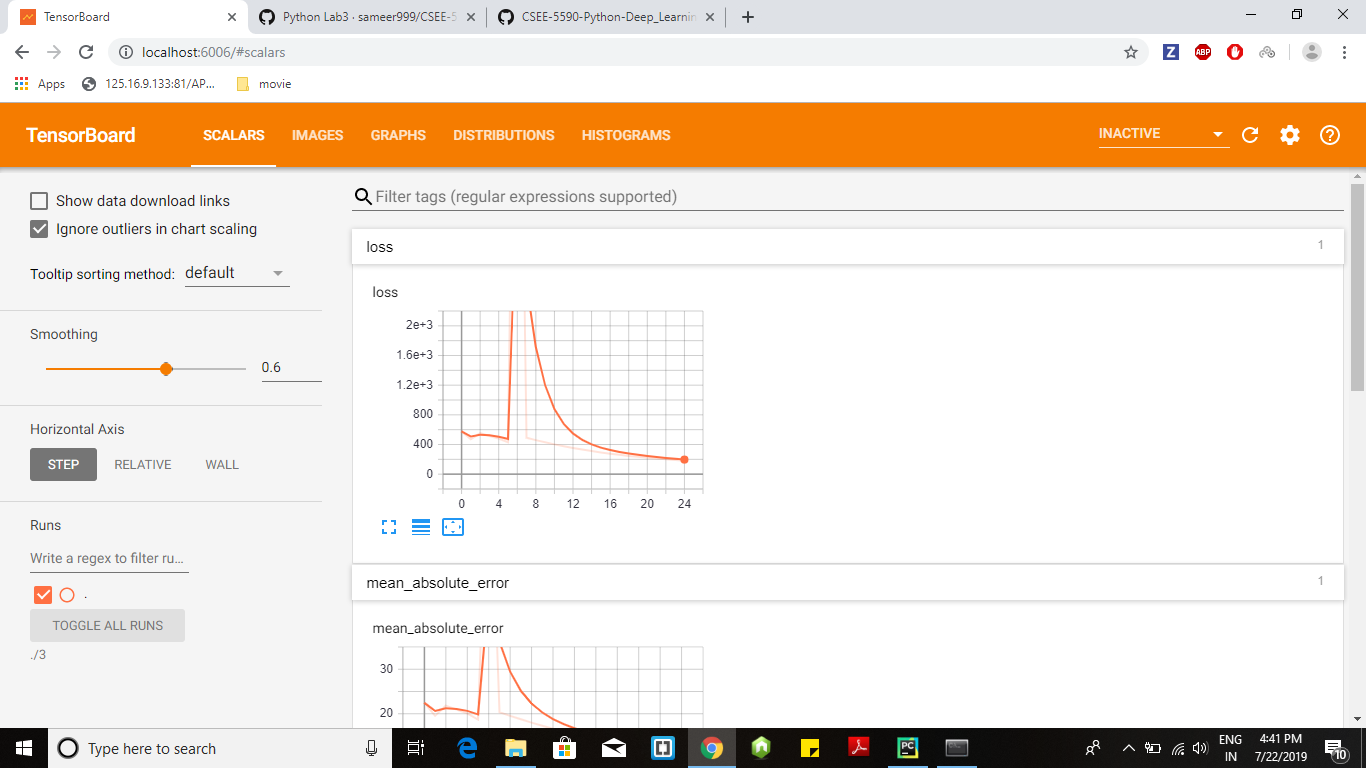 TensorBoard
Python Lab3 · sameer999/CSEE-5
CSEE-5590-Python-Deep_Learnin
localhost:6006/#scalars
Z
ABP
Apps
125.16.9.133:81/AP...
movie
TensorBoard
SCALARS
IMAGES
GRAPHS
DISTRIBUTIONS
HISTOGRAMS
INACTIVE
Show data download links
Ignore outliers in chart scaling
Tooltip sorting method: default
Smoothing
0.6
Horizontal Axis
STEP
RELATIVE
WALL
Runs
Write a regex to filter ru...
.
TOGGLE ALL RUNS
./3
Filter tags (regular expressions supported)
loss
1
loss
2e+3
1.6e+3
1.2e+3
800
400
0
0 4 8 12 16 20 24
mean_absolute_error
1
mean_absolute_error
30
20
Type here to search
PC
ENG
IN
4:41 PM
7/22/2019
10